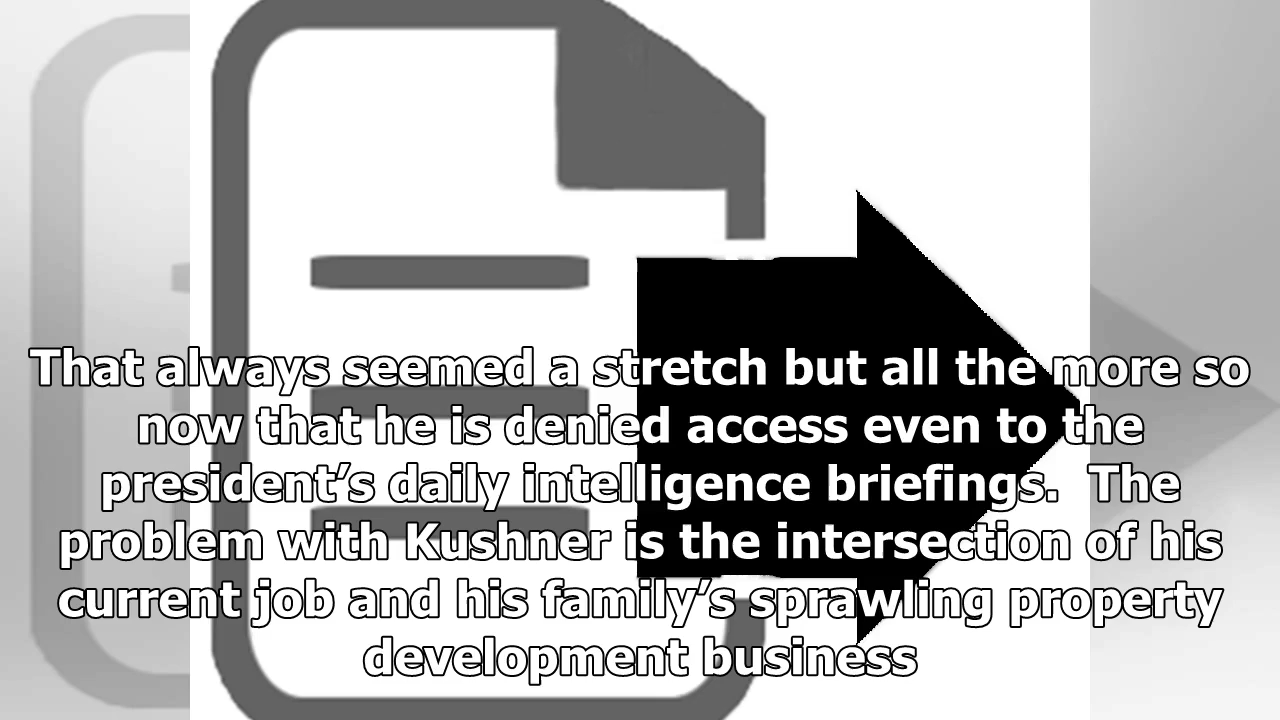 That always seemed a stretch but all the more so
now that he is denied access even to the
president’s daily intelligence briefings.  The
problem with Kushner is the intersection of his
current job and his family’s sprawling property
development business